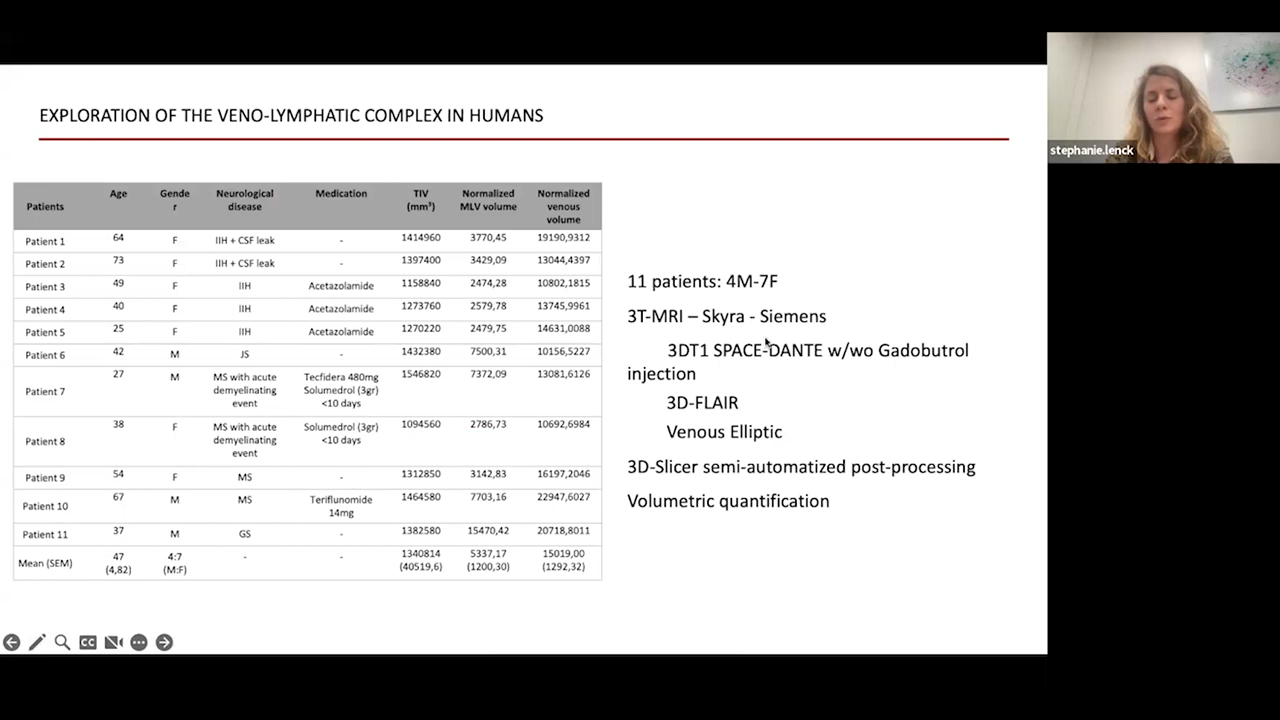 EXPLORATION OF THE VENO-LYMPHATIC COMPLEX IN HUMANS
stephanie.lenck
Patients Age Gende r Neurological disease Medication TIV (mm³) Normalized MLV volume Normalized venous volume
Patient 1 64 F IIH + CSF leak - 1414960 3770,45 19190,9312
Patient 2 73 F IIH + CSF leak - 1397400 3429,09 13044,4397
Patient 3 49 F IIH Acetazolamide 1158840 2474,28 10802,1815
Patient 4 40 F IIH Acetazolamide 1273760 2579,78 13745,9961
Patient 5 25 F IIH Acetazolamide 1270220 2479,75 14631,0088
Patient 6 42 M JS - 1432380 7500,31 10156,5227
Patient 7 27 M MS with acute demyelinating event Tecfidera 480mg Solumedrol (3gr) <10 days 1546820 7372,09 13081,6126
Patient 8 38 F MS with acute demyelinating event Solumedrol (3gr) <10 days 1094560 2786,73 10692,6984
Patient 9 54 F MS - 1312850 3142,83 16197,2046
Patient 10 67 M MS Teriflunomide 14mg 1464580 7703,16 22947,6027
Patient 11 37 M GS - 1382580 15470,42 20718,8011
Mean (SEM) 47 (4,82) 4:7 (M:F) - - 1340814 (40519,6) 5337,17 (1200,30) 15019,00 (1292,32)
11 patients: 4M-7F
3T-MRI – Skyra - Siemens
3DT1 SPACE-DANTE w/wo Gadobutrol
injection
3D-FLAIR
Venous Elliptic
3D-Slicer semi-automatized post-processing
Volumetric quantification
CC